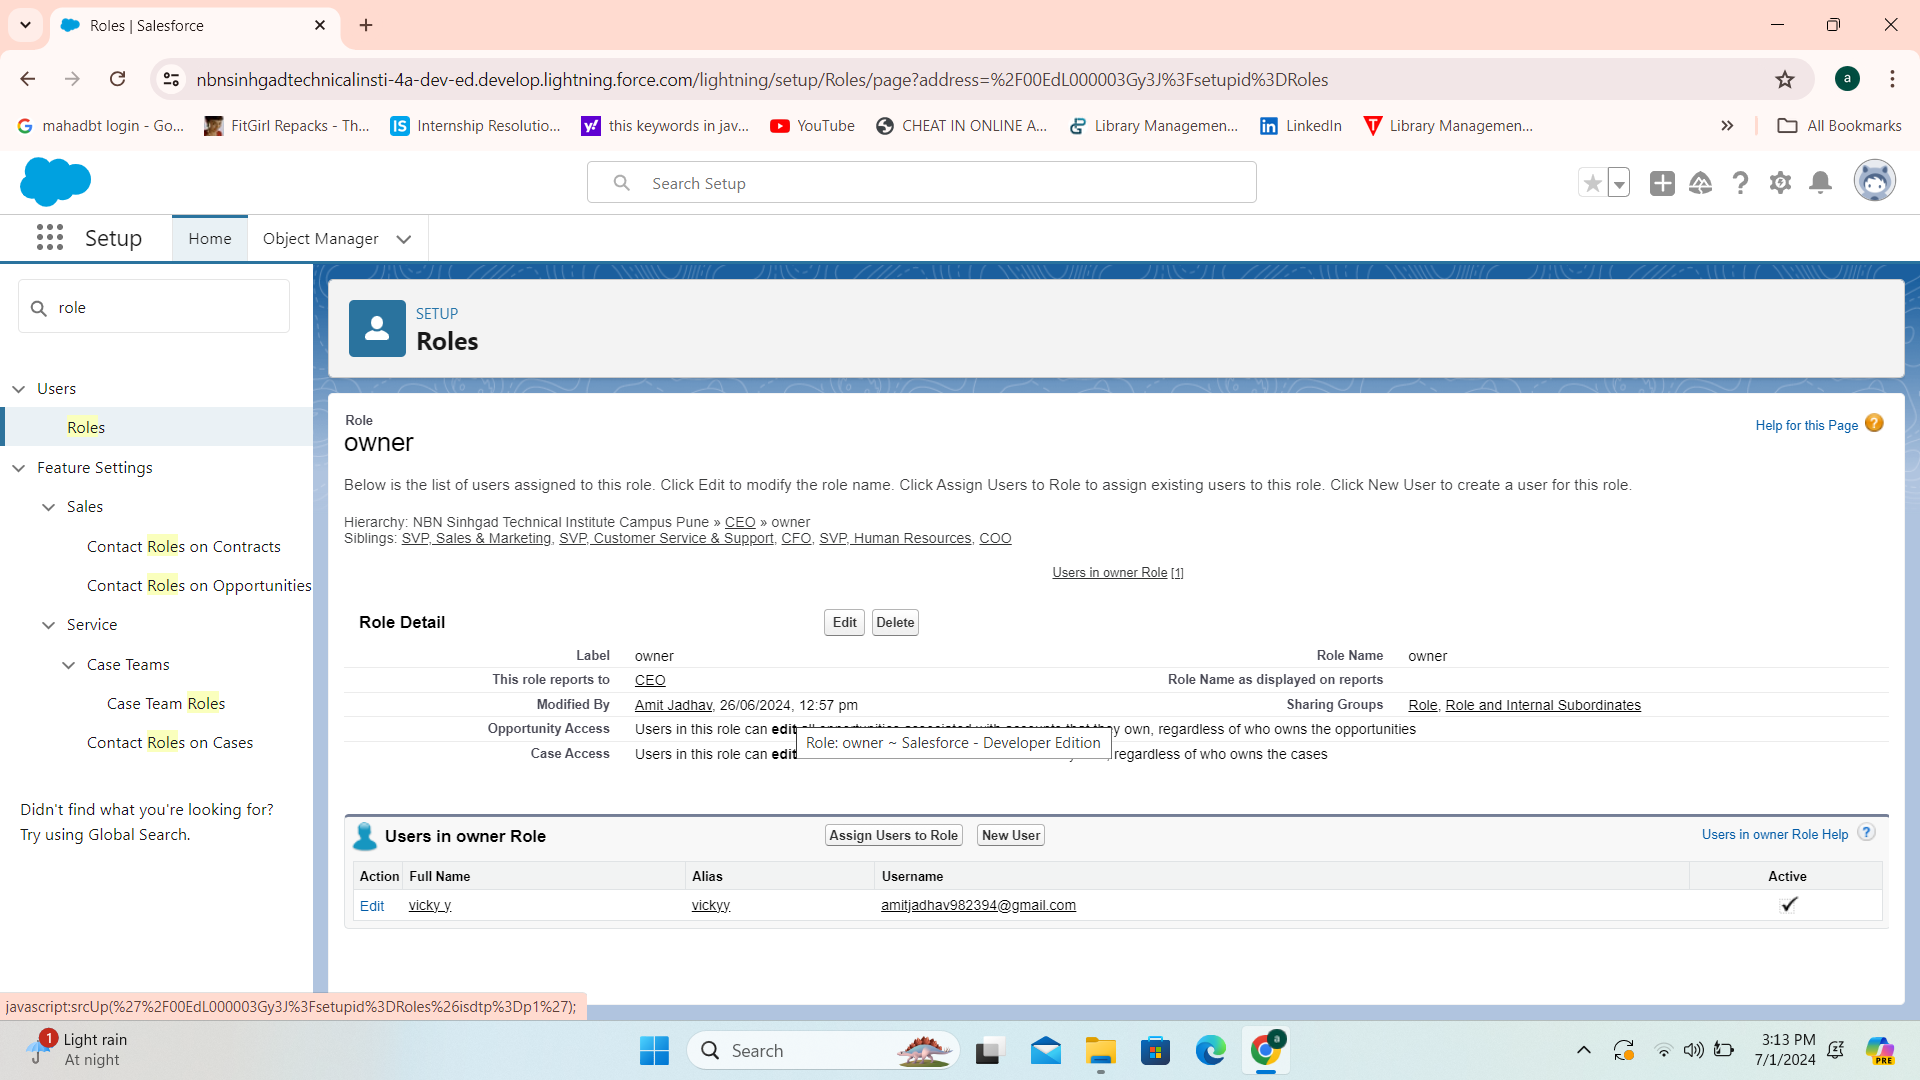 Roles | Salesforce
nbnsinhgadtechnicalinsti-4a-dev-ed.develop.lightning.force.com/lightning/setup/Roles/page?address=%2F00EdL000003Gy3J%3Fsetupid%3DRoles
a
mahadbt login - Go...
FitGirl Repacks - Th...
Internship Resolutio...
this keywords in jav...
YouTube
CHEAT IN ONLINE A...
Library Managemen...
LinkedIn
Library Managemen...
All Bookmarks
Search Setup
Setup
Home
Object Manager
role
Users
Roles
Feature Settings
Sales
Contact Roles on Contracts
Contact Roles on Opportunities
Service
Case Teams
Case Team Roles
Contact Roles on Cases
Didn't find what you're looking for?
Try using Global Search.
SETUP
Roles
Role
owner
Help for this Page
Below is the list of users assigned to this role. Click Edit to modify the role name. Click Assign Users to Role to assign existing users to this role. Click New User to create a user for this role.
Hierarchy: NBN Sinhgad Technical Institute Campus Pune » CEO » owner
Siblings: SVP, Sales & Marketing, SVP, Customer Service & Support, CFO, SVP, Human Resources, COO
Users in owner Role [1]
Role Detail
Edit
Delete
Label owner Role Name owner
This role reports to CEO Role Name as displayed on reports
Modified By Amit Jadhav, 26/06/2024, 12:57 pm Sharing Groups Role, Role and Internal Subordinates
Opportunity Access Users in this role can edit all opportunities associated with accounts that they own, regardless of who owns the opportunities
Role: owner ~ Salesforce - Developer Edition
Case Access Users in this role can edit regardless of who owns the cases
Users in owner Role
Assign Users to Role
New User
Users in owner Role Help ?
Action Full Name Alias Username Active
Edit vicky y vickyy amitjadhav982394@gmail.com
javascript:srcUp(%27%2F00EdL000003Gy3J%3Fsetupid%3DRoles%26isdtp%3Dp1%27);
1
Light rain
At night
Search
a
3:13 PM
7/1/2024
PRE